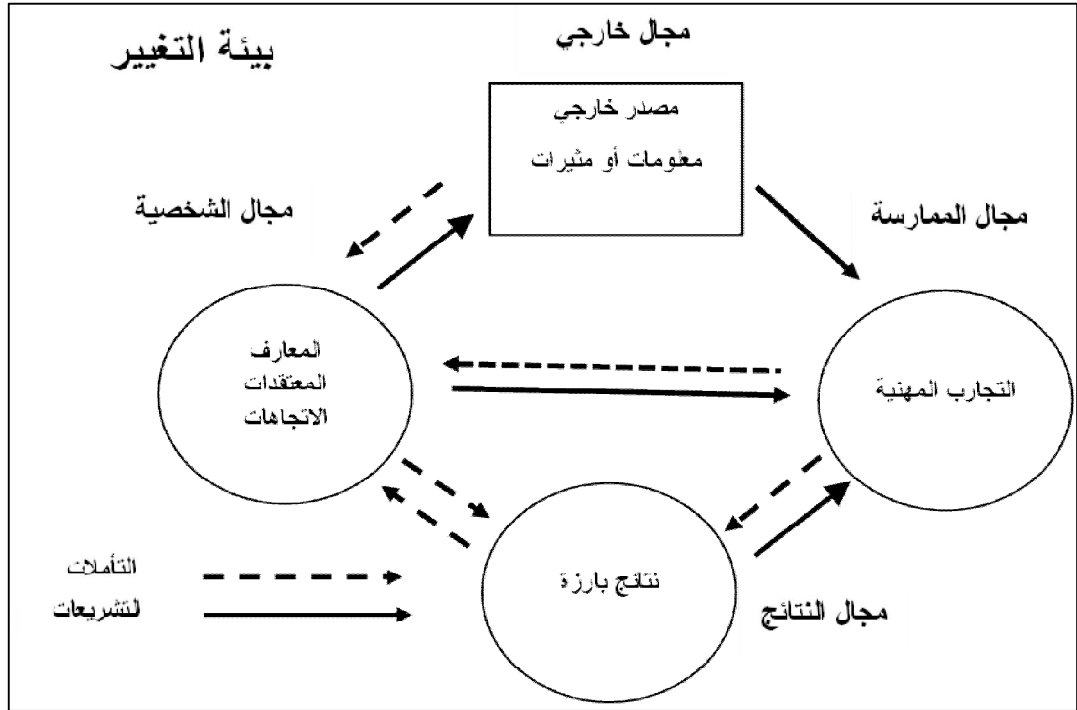 بيئة التغيير
مجال خارجي
مصدر خارجي
معلومات أو مثيرات
مجال الشخصية
مجال الممارسة
المعارف
المعتقدات
الاتجاهات
التجارب المهنية
نتائج بارزة
مجال النتائج
التأملات
لتشريعات